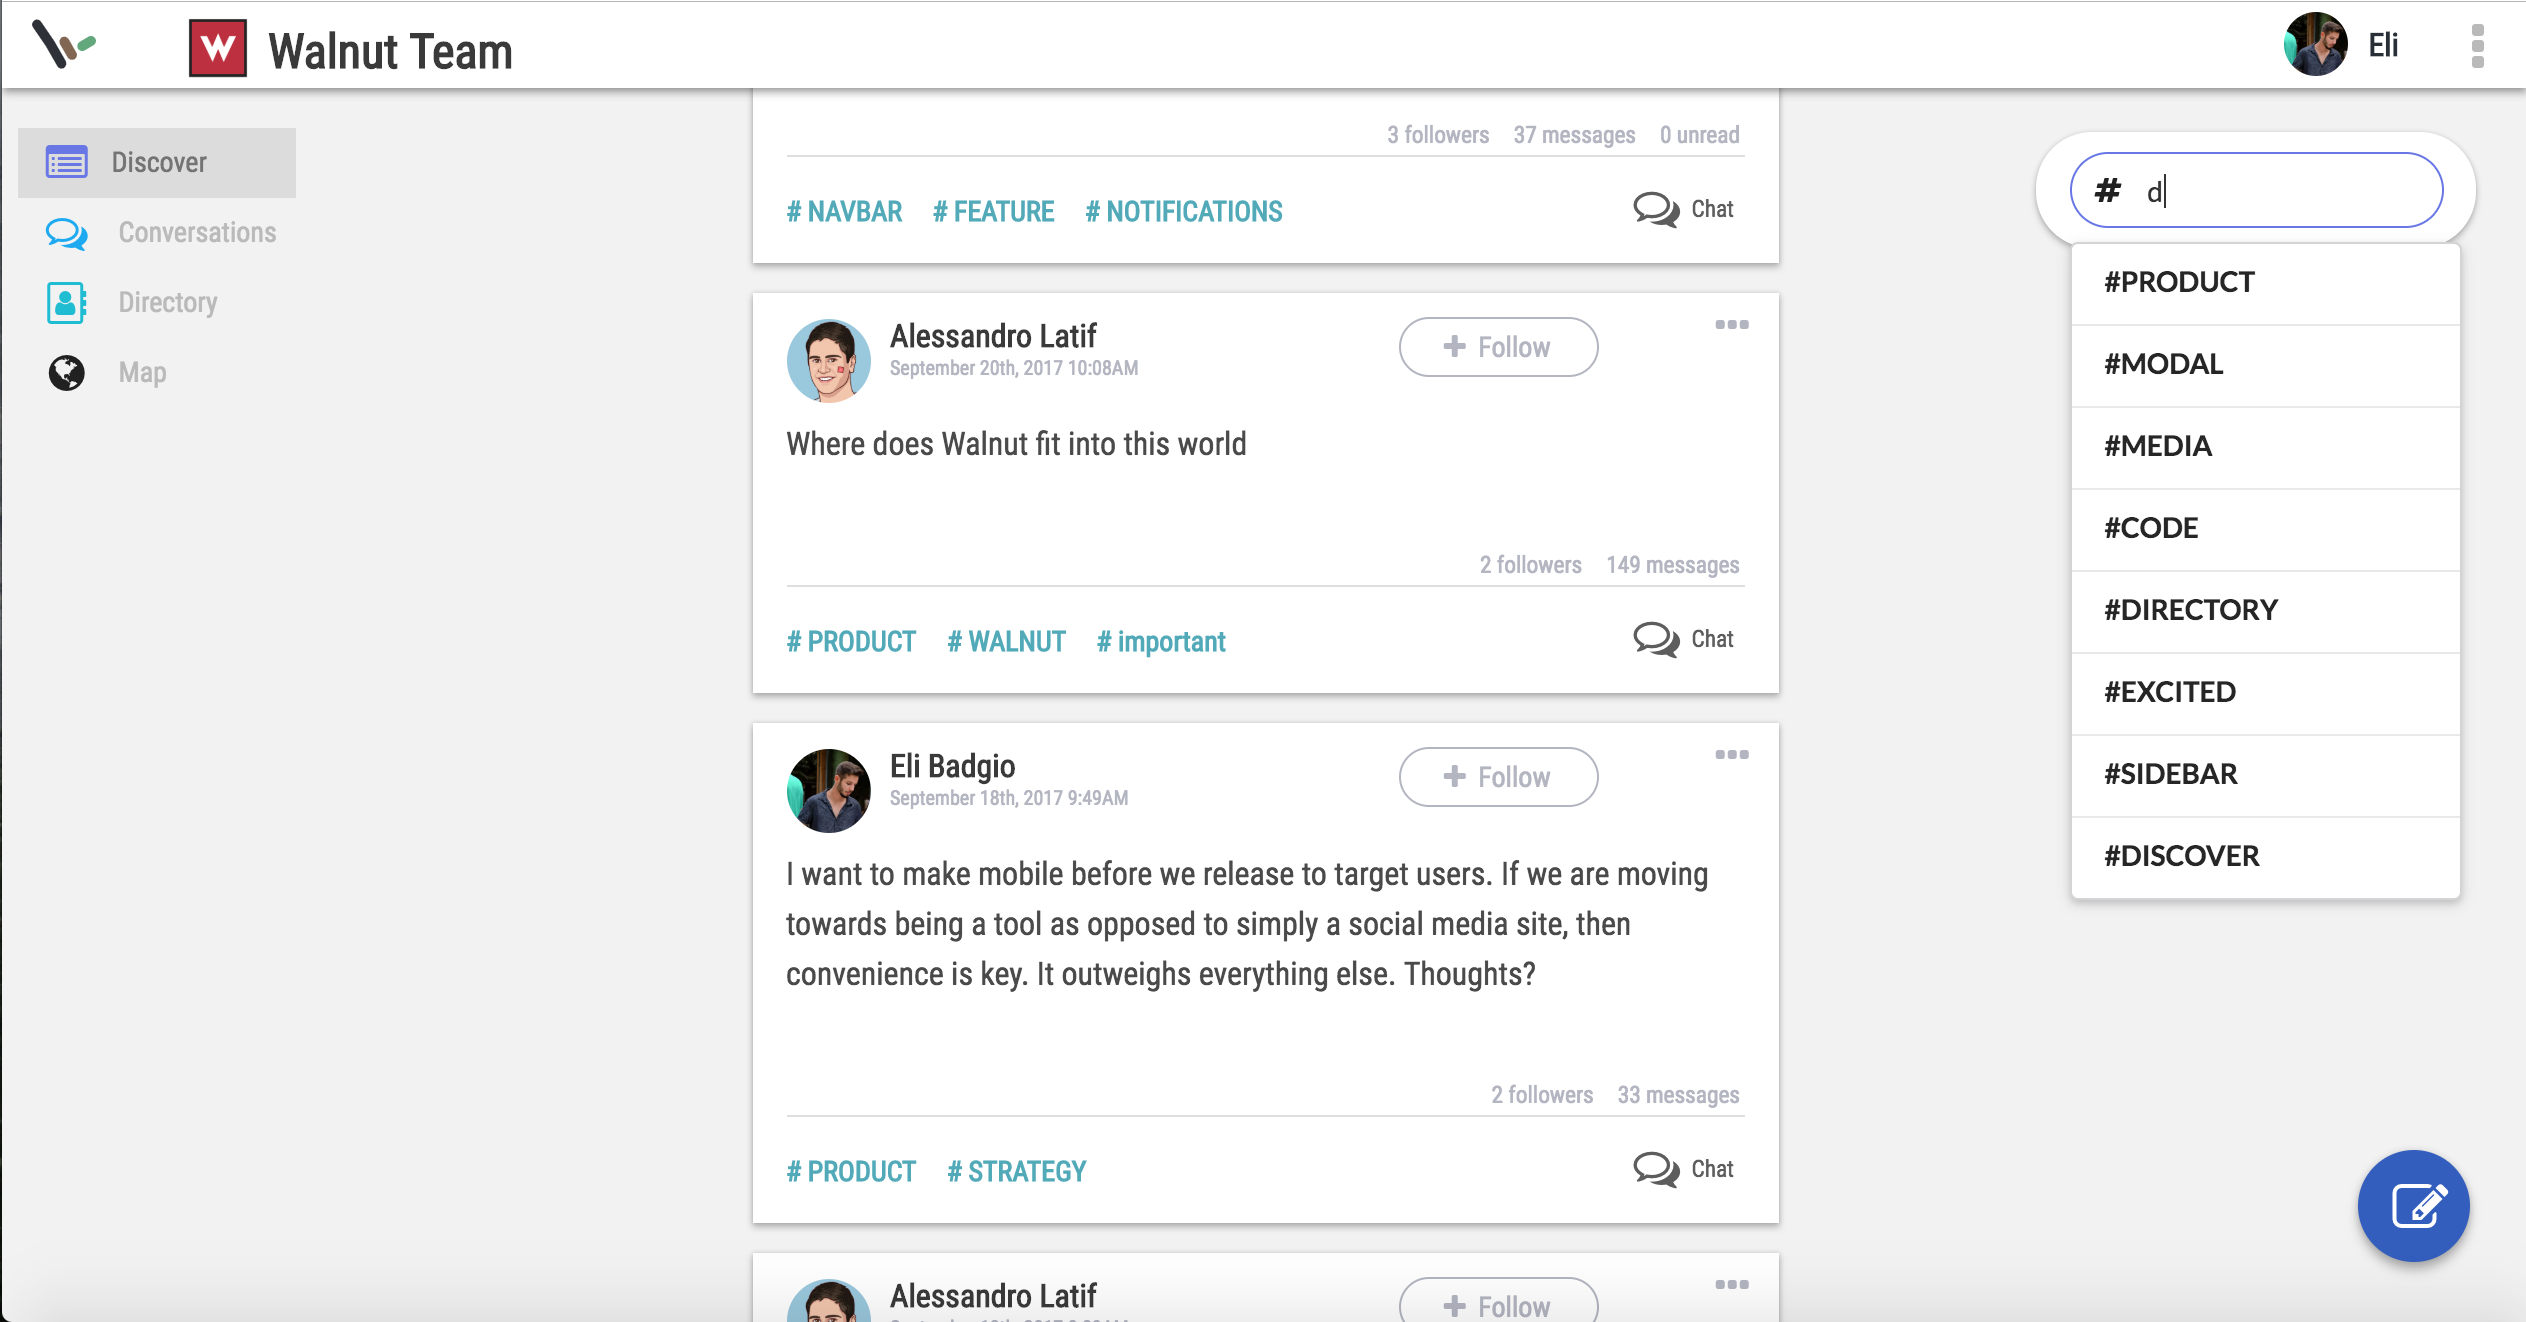 W Walnut Team
Eli
Discover
Conversations
Directory
Map
3 followers 37 messages 0 unread
# NAVBAR # FEATURE # NOTIFICATIONS
Chat
Alessandro Latif
September 20th, 2017 10:08AM
+ Follow
Where does Walnut fit into this world
2 followers 149 messages
# PRODUCT # WALNUT # important
Chat
Eli Badgio
September 18th, 2017 9:49AM
+ Follow
I want to make mobile before we release to target users. If we are moving
towards being a tool as opposed to simply a social media site, then
convenience is key. It outweighs everything else. Thoughts?
2 followers 33 messages
# PRODUCT # STRATEGY
Chat
Alessandro Latif
+ Follow
# d
#PRODUCT
#MODAL
#MEDIA
#CODE
#DIRECTORY
#EXCITED
#SIDEBAR
#DISCOVER